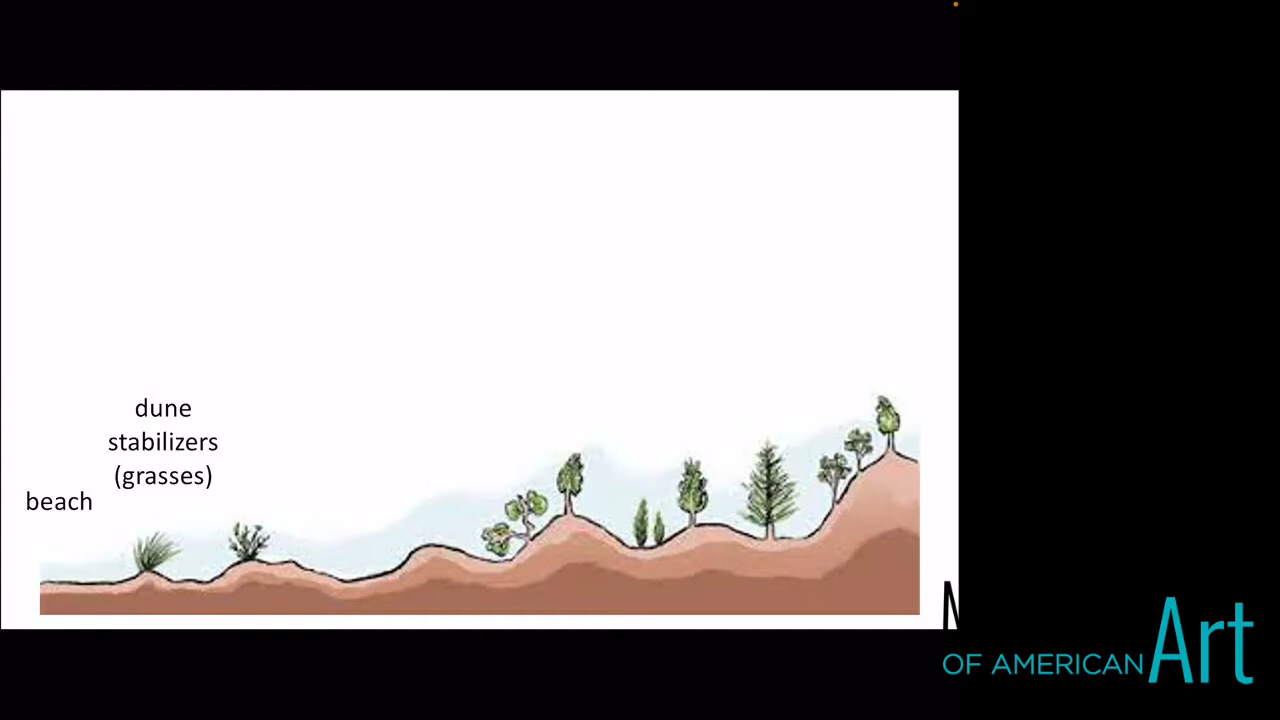 dune
stabilizers
(grasses)
beach
OF AMERICAN Art